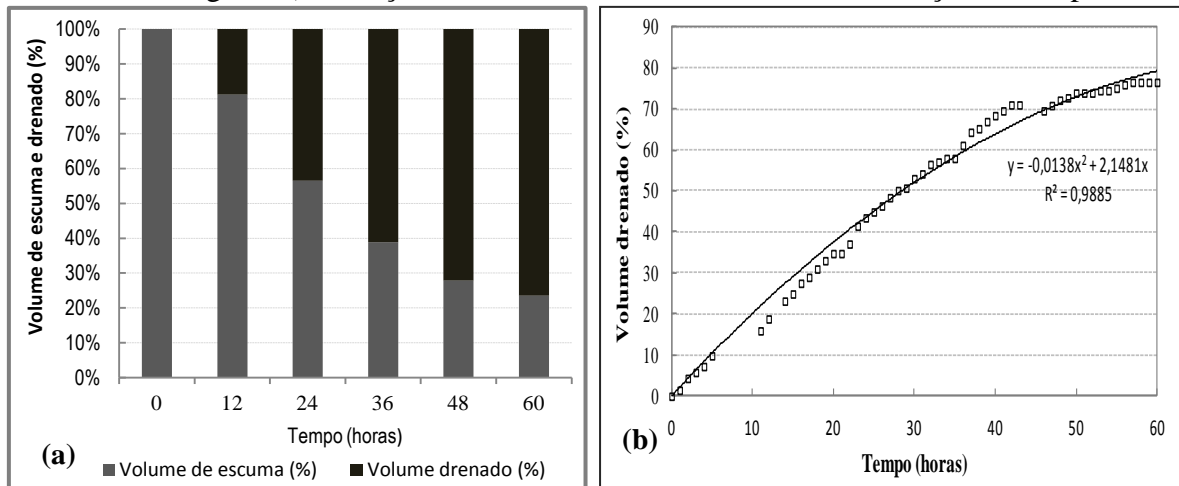 Volume de escuma e drenado (%)
100%
90%
80%
70%
60%
50%
40%
30%
20%
10%
0%
0 12 24 36 48 60
Tempo (horas)
(a)
Volume de escuma (%) Volume drenado (%)
Volume drenado (%)
90
80
70
60
50
40
30
20
10
0
y = -0,0138x² + 2,1481x
R² = 0,9885
0 10 20 30 40 50 60
(b)
Tempo (horas)